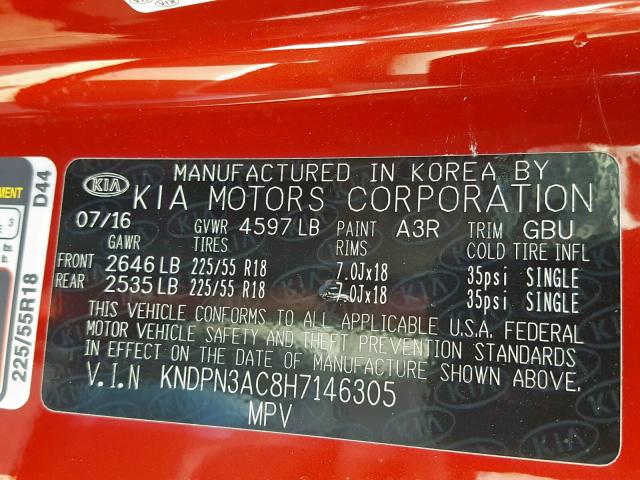 KIA
MANUFACTURED IN KOREA BY
KIA KIA MOTORS CORPORATION
07/16 GVWR 4597 LB PAINT A3R TRIM GBU
GAWR TIRES RIMS COLD TIRE INFL
FRONT 2646 LB 225/55 R18 7.0Jx18 35psi SINGLE
REAR 2535 LB 225/55 R18 7.0Jx18 35psi SINGLE
THIS VEHICLE CONFORMS TO ALL APPLICABLE U.S.A. FEDERAL
MOTOR VEHICLE SAFETY AND THEFT PREVENTION STANDARDS
IN EFFECT ON THE DATE OF MANUFACTURE SHOWN ABOVE.
V.I.N KNDPN3AC8H7146305
MPV
D44
225/55R18
3